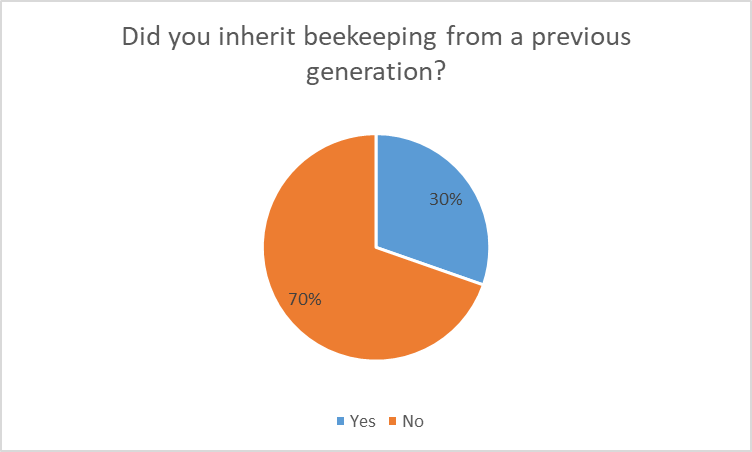 Did you inherit beekeeping from a previous
generation?
30%
70%
Yes No